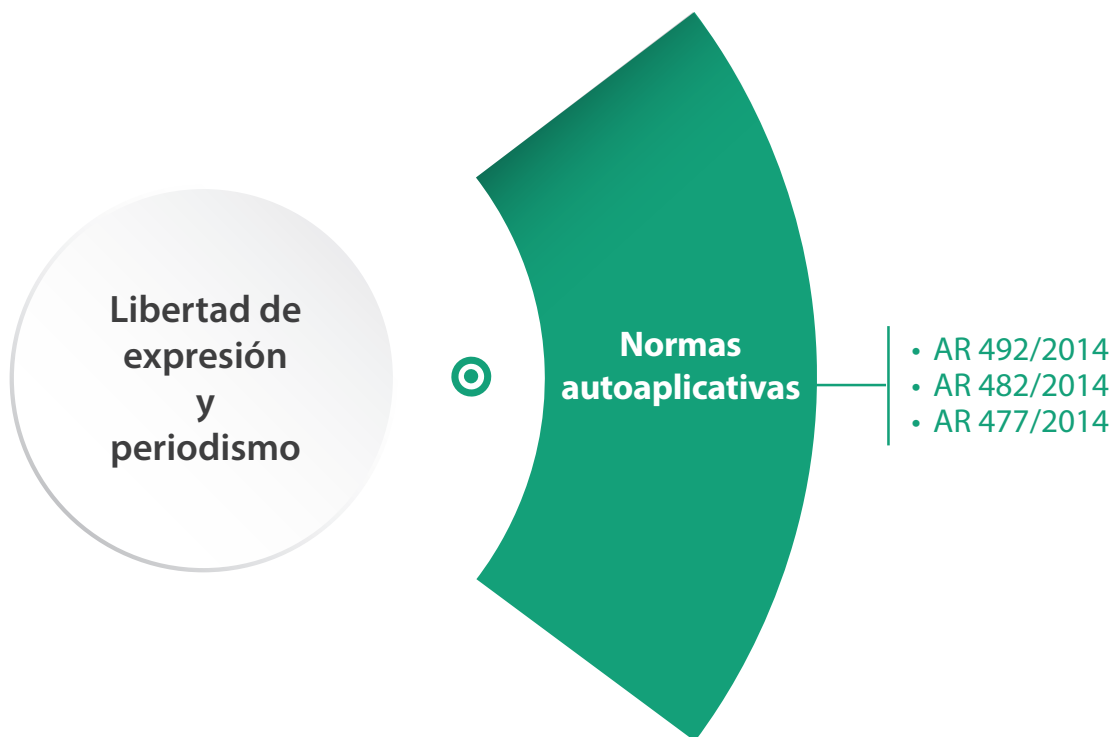 Libertad de
expresión
y
periodismo
Normas
autoaplicativas
• AR 492/2014
• AR 482/2014
• AR 477/2014